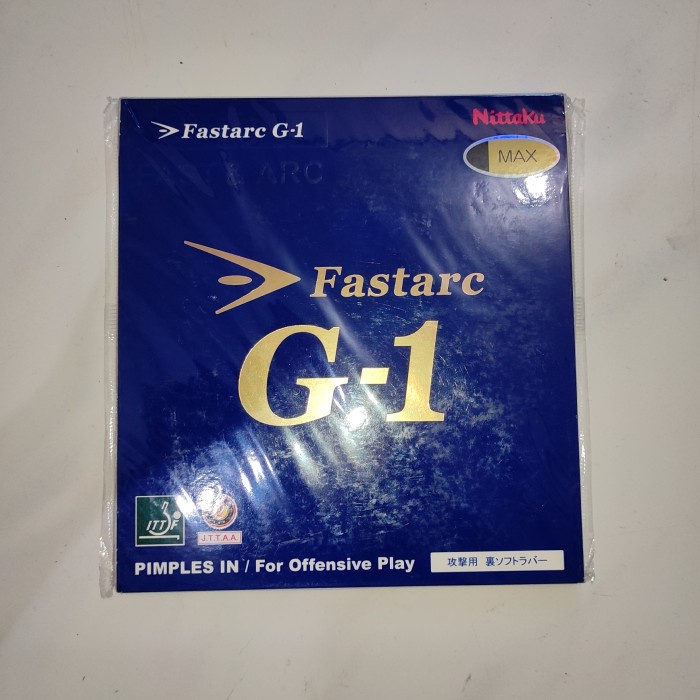 Fastarc G-1
Nittaku
MAX
Fastarc
G-1
ITTF
J.T.T.A.A.
PIMPLES IN / For Offensive Play
攻撃用 裏ソフトラバー